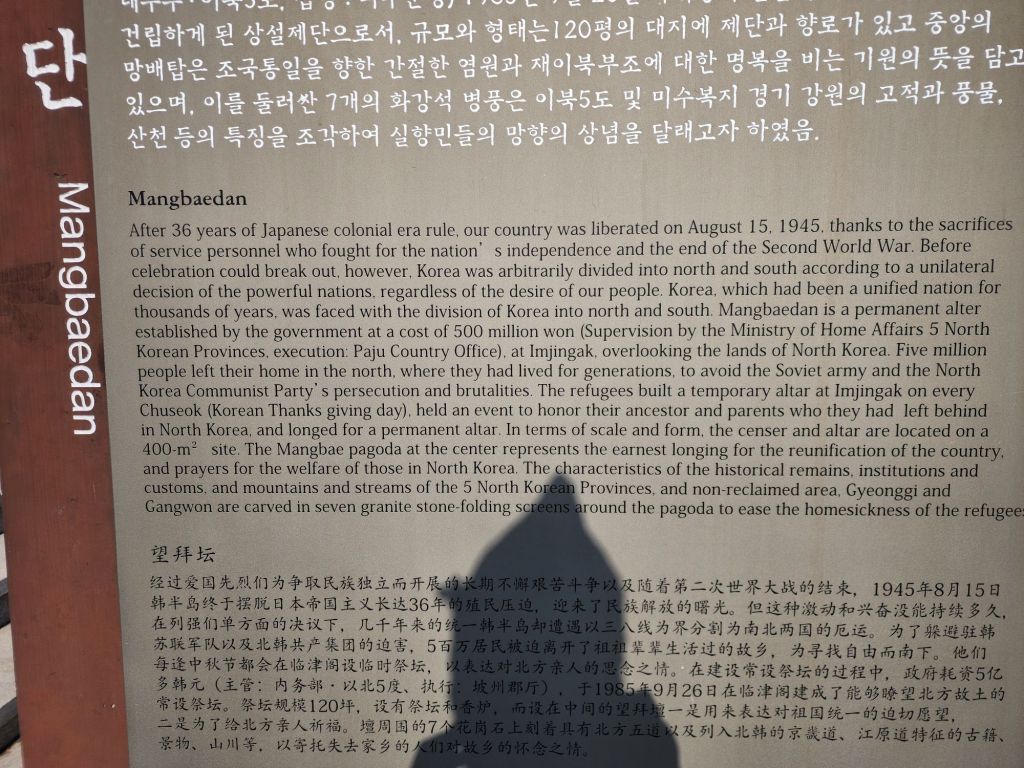 단
Mangbaedan
건립하게 된 상설제단으로서, 규모와 형태는120평의 대지에 제단과 향로가 있고 중앙의
망배탑은 조국통일을 향한 간절한 염원과 재이북부조에 대한 명복을 비는 기원의 뜻을 담고
있으며, 이를 둘러싼 7개의 화강석 병풍은 이북5도 및 미수복지 경기 강원의 고적과 풍물,
산천 등의 특징을 조각하여 실향민들의 망향의 상념을 달래고자 하였음.
Mangbaedan
After 36 years of Japanese colonial era rule, our country was liberated on August 15, 1945, thanks to the sacrifices
of service personnel who fought for the nation's independence and the end of the Second World War. Before
celebration could break out, however, Korea was arbitrarily divided into north and south according to a unilateral
decision of the powerful nations, regardless of the desire of our people. Korea, which had been a unified nation for
thousands of years, was faced with the division of Korea into north and south. Mangbaedan is a permanent alter
established by the government at a cost of 500 million won (Supervision by the Ministry of Home Affairs 5 North
Korean Provinces, execution: Paju Country Office), at Imjingak, overlooking the lands of North Korea. Five million
people left their home in the north, where they had lived for generations, to avoid the Soviet army and the North
Korea Communist Party's persecution and brutalities. The refugees built a temporary altar at Imjingak on every
Chuseok (Korean Thanks giving day), held an event to honor their ancestor and parents who they had left behind
in North Korea, and longed for a permanent altar. In terms of scale and form, the censer and altar are located on a
400-m² site. The Mangbae pagoda at the center represents the earnest longing for the reunification of the country,
and prayers for the welfare of those in North Korea. The characteristics of the historical remains, institutions and
customs, and mountains and streams of the 5 North Korean Provinces, and non-reclaimed area, Gyeonggi and
Gangwon are carved in seven granite stone-folding screens around the pagoda to ease the homesickness of the refugees
望拜坛
经过爱国先烈们为争取民族独立而开展的长期不懈艰苦斗争以及随着第二次世界大战的结束, 1945年8月15日
韩半岛终于摆脱日本帝国主义长达36年的殖民压迫, 迎来了民族解放的曙光。但这种激动和兴奋没能持续多久,
在列强们单方面的决议下, 几千年来的统一韩半岛却遭遇以三八线为界分割为南北两国的厄运。为了躲避驻韩
苏联军队以及北韩共产集团的迫害, 5百万居民被迫离开了祖祖辈辈生活过的故乡, 为寻找自由而南下。他们
每逢中秋节都会在临津阁设临时祭坛, 以表达对北方亲人的思念之情。在建设常设祭坛的过程中, 政府耗资5亿
多韩元 (主管: 内务部·以北5度、执行: 坡州郡厅) , 于1985年9月26日在临津阁建成了能够瞭望北方故土的
常设祭坛。祭坛规模120坪, 设有祭坛和香炉, 而设在中间的望拜壇一是用来表达对祖国统一的迫切愿望,
二是为了给北方亲人祈福。壇周围的7个花岗石上刻着具有北方五道以及列入北韩的京畿道、江原道特征的古籍、
景物、山川等, 以寄托失去家乡的人们对故乡的怀念之情。